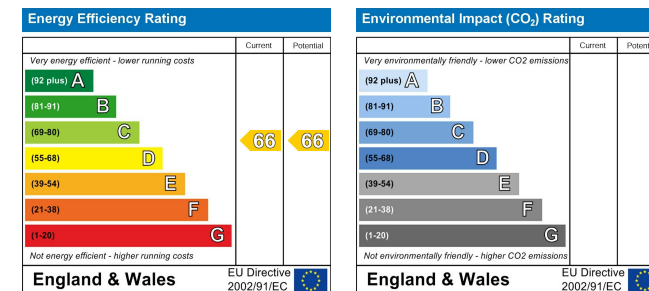 Energy Efficiency Rating
Current Potential
Very energy efficient - lower running costs
(92 plus) A
(81-91) B
(69-80) C
66 66
(55-68) D
(39-54) E
(21-38) F
(1-20) G
Not energy efficient - higher running costs
England & Wales
EU Directive
2002/91/EC
Environmental Impact (CO₂) Rating
Current Potent
Very environmentally friendly - lower CO2 emissions
(92 plus) A
(81-91) B
(69-80) C
(55-68) D
(39-54) E
(21-38) F
(1-20) G
Not environmentally friendly - higher CO2 emissions
England & Wales
EU Directive
2002/91/EC